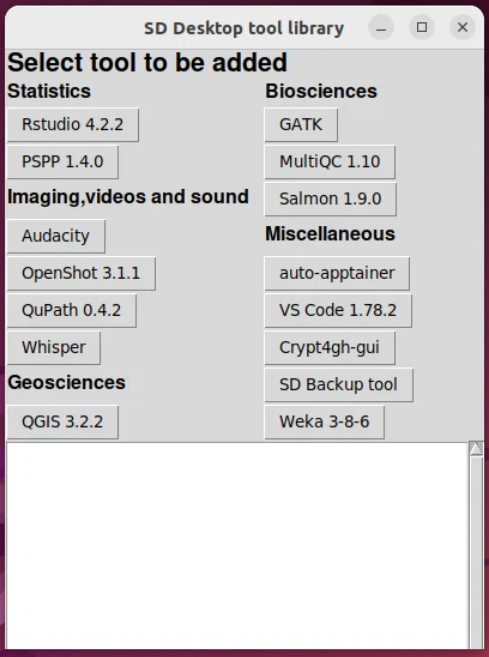 SD Desktop tool library
Select tool to be added
Statistics
Rstudio 4.2.2
PSPP 1.4.0
Imaging,videos and sound
Audacity
OpenShot 3.1.1
QuPath 0.4.2
Whisper
Geosciences
QGIS 3.2.2
Biosciences
GATK
MultiQC 1.10
Salmon 1.9.0
Miscellaneous
auto-apptainer
VS Code 1.78.2
Crypt4gh-gui
SD Backup tool
Weka 3-8-6